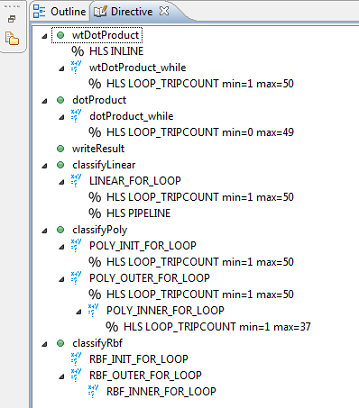 Outline Directive
wtDotProduct
% HLS INLINE
wtDotProduct_while
% HLS LOOP_TRIPCOUNT min=1 max=50
dotProduct
dotProduct_while
% HLS LOOP_TRIPCOUNT min=0 max=49
writeResult
classifyLinear
LINEAR_FOR_LOOP
% HLS LOOP_TRIPCOUNT min=1 max=50
% HLS PIPELINE
classifyPoly
POLY_INIT_FOR_LOOP
% HLS LOOP_TRIPCOUNT min=1 max=50
POLY_OUTER_FOR_LOOP
% HLS LOOP_TRIPCOUNT min=1 max=50
POLY_INNER_FOR_LOOP
% HLS LOOP_TRIPCOUNT min=1 max=37
classifyRbf
RBF_INIT_FOR_LOOP
RBF_OUTER_FOR_LOOP
RBF_INNER_FOR_LOOP